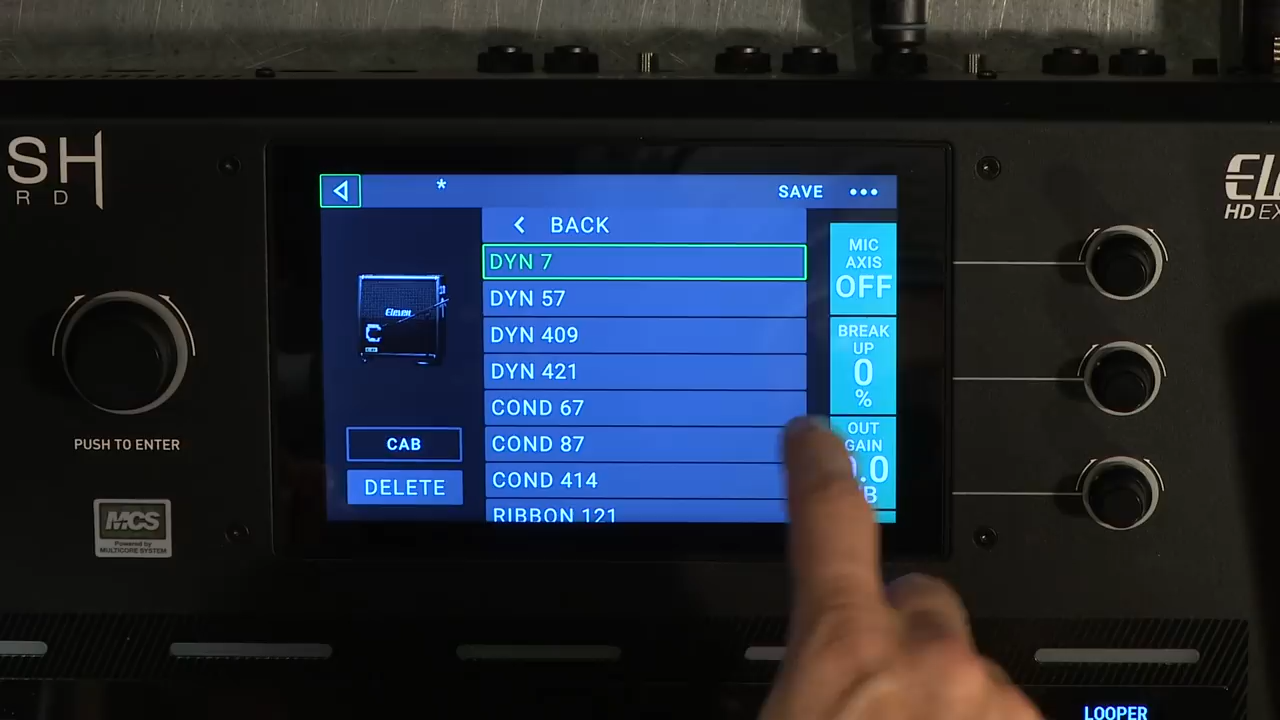 SH
RD
PUSH TO ENTER
MCS
Powered by
MULTICORE SYSTEM
*
SAVE
BACK
DYN 7
DYN 57
DYN 409
DYN 421
COND 67
COND 87
COND 414
RIBBON 121
Eleven
C
CAB
DELETE
MIC
AXIS
OFF
BREAK
UP
0
%
OUT
GAIN
.0
B
HD EX
LOOPER